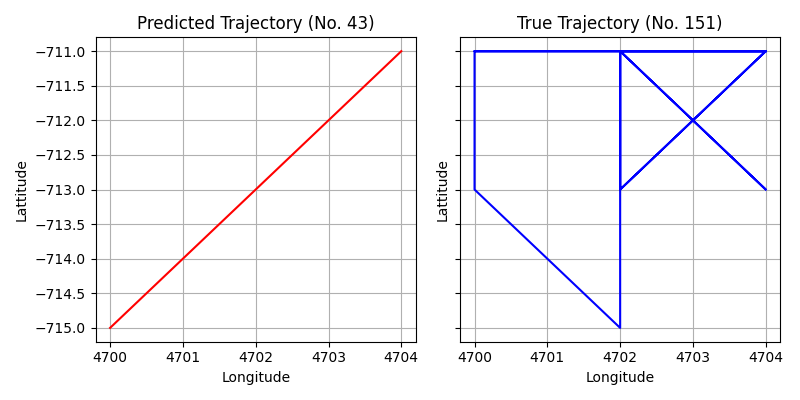 Predicted Trajectory (No. 43)
True Trajectory (No. 151)
Lattitude
−711.0
−711.5
−712.0
−712.5
−713.0
−713.5
−714.0
−714.5
−715.0
4700 4701 4702 4703 4704
Longitude
Lattitude
4700 4701 4702 4703 4704
Longitude